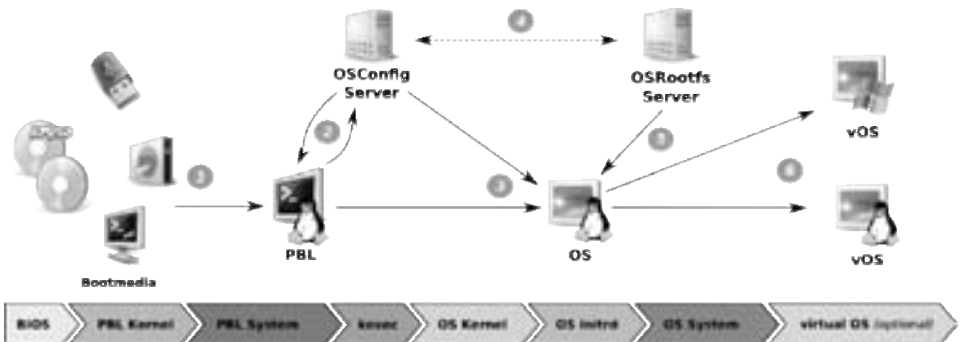 OSConfig
Server
OSRootfs
Server
vOS
PBL
OS
vOS
Bootmedia
BIOS
PBL Kernel
PBL System
kexec
OS Kernel
OS Initrd
OS System
virtual OS (optional)